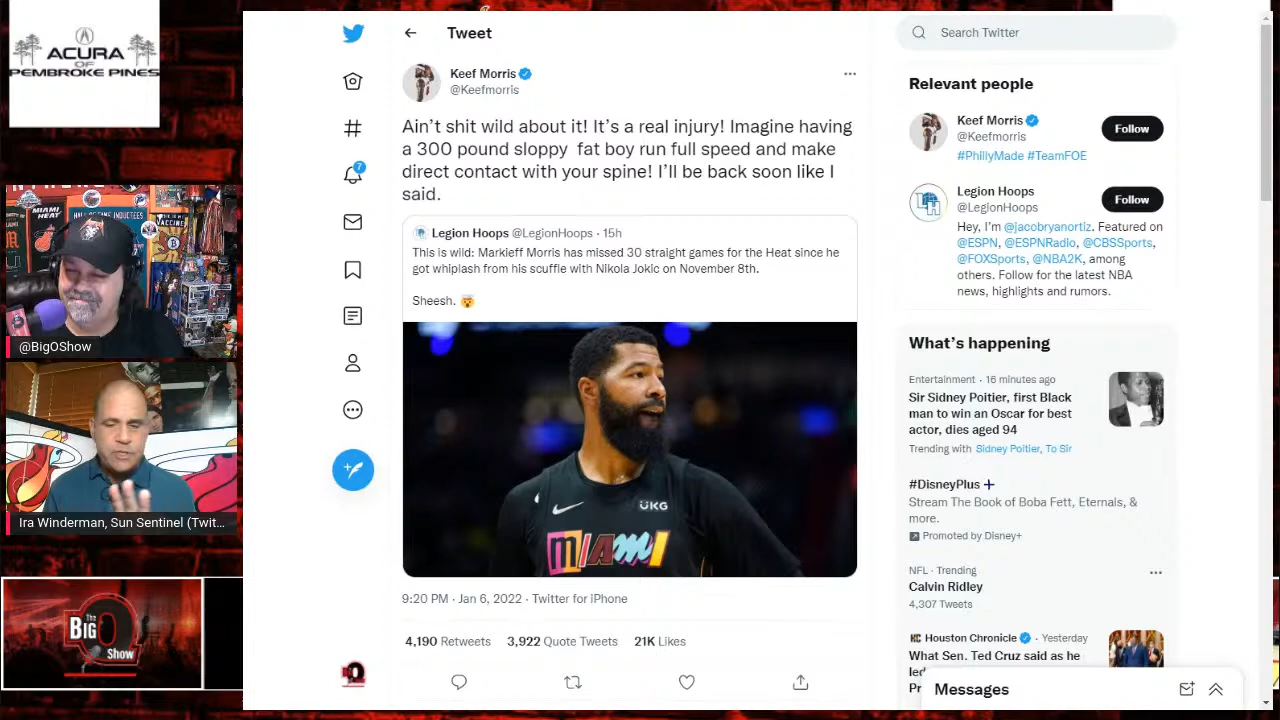 ACURA
OF
PEMBROKE PINES
@BigOShow
Ira Winderman, Sun Sentinel (Twit...
The
BIG
Show
Tweet
Keef Morris
@Keefmorris
Ain't shit wild about it! It's a real injury! Imagine having
a 300 pound sloppy fat boy run full speed and make
direct contact with your spine! I'll be back soon like I
said.
Legion Hoops @LegionHoops · 15h
This is wild: Markieff Morris has missed 30 straight games for the Heat since he
got whiplash from his scuffle with Nikola Jokic on November 8th.
Sheesh. 🤯
UKG
MIAMI
9:20 PM · Jan 6, 2022 · Twitter for iPhone
4,190 Retweets 3,922 Quote Tweets 21K Likes
7
Search Twitter
Relevant people
Keef Morris
@Keefmorris
Follow
#PhillyMade #TeamFOE
Legion Hoops
@LegionHoops
Follow
Hey, I'm @jacobryanortiz. Featured on
@ESPN, @ESPNRadio, @CBSSports,
@FOXSports, @NBA2K, among
others. Follow for the latest NBA
news, highlights and rumors.
What's happening
Entertainment · 16 minutes ago
Sir Sidney Poitier, first Black
man to win an Oscar for best
actor, dies aged 94
Trending with Sidney Poitier, To Sir
#DisneyPlus
Stream The Book of Boba Fett, Eternals, &
more.
Promoted by Disney+
NFL · Trending
Calvin Ridley
4,307 Tweets
Houston Chronicle · Yesterday
What Sen. Ted Cruz said as he
Messages